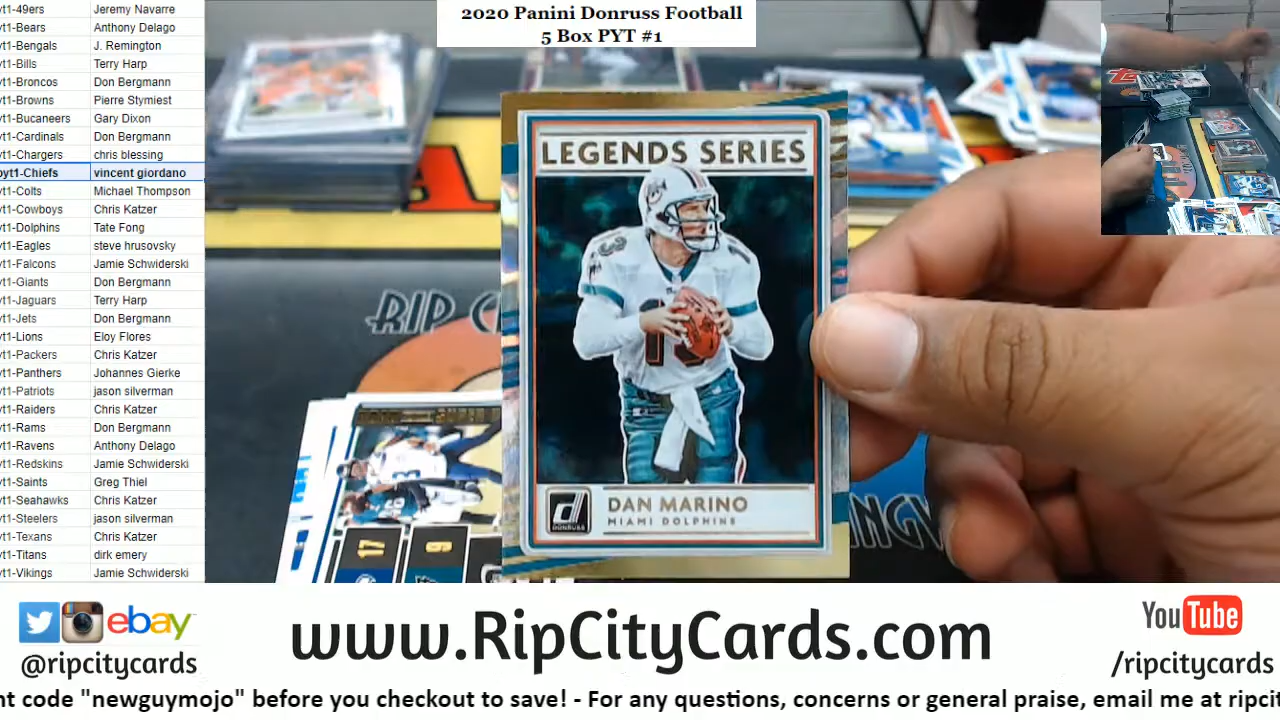 2020 Panini Donruss Football
5 Box PYT #1
yt1-49ers Jeremy Navarre
yt1-Bears Anthony Delago
yt1-Bengals J. Remington
yt1-Bills Terry Harp
yt1-Broncos Don Bergmann
yt1-Browns Pierre Stymiest
yt1-Bucaneers Gary Dixon
yt1-Cardinals Don Bergmann
yt1-Chargers chris blessing
pyt1-Chiefs vincent giordano
yt1-Colts Michael Thompson
yt1-Cowboys Chris Katzer
yt1-Dolphins Tate Fong
yt1-Eagles steve hrusovsky
yt1-Falcons Jamie Schwiderski
yt1-Giants Don Bergmann
yt1-Jaguars Terry Harp
yt1-Jets Don Bergmann
yt1-Lions Eloy Flores
yt1-Packers Chris Katzer
yt1-Panthers Johannes Gierke
yt1-Patriots jason silverman
yt1-Raiders Chris Katzer
yt1-Rams Don Bergmann
yt1-Ravens Anthony Delago
yt1-Redskins Jamie Schwiderski
yt1-Saints Greg Thiel
yt1-Seahawks Chris Katzer
yt1-Steelers jason silverman
yt1-Texans Chris Katzer
yt1-Titans dirk emery
yt1-Vikings Jamie Schwiderski
LEGENDS SERIES
13
13
d
DONRUSS
DAN MARINO
MIAMI DOLPHINS
RIP C
17
9
ebay
@ripcitycards
www.RipCityCards.com
YouTube
/ripcitycards
nt code "newguymojo" before you checkout to save! - For any questions, concerns or general praise, email me at ripcit